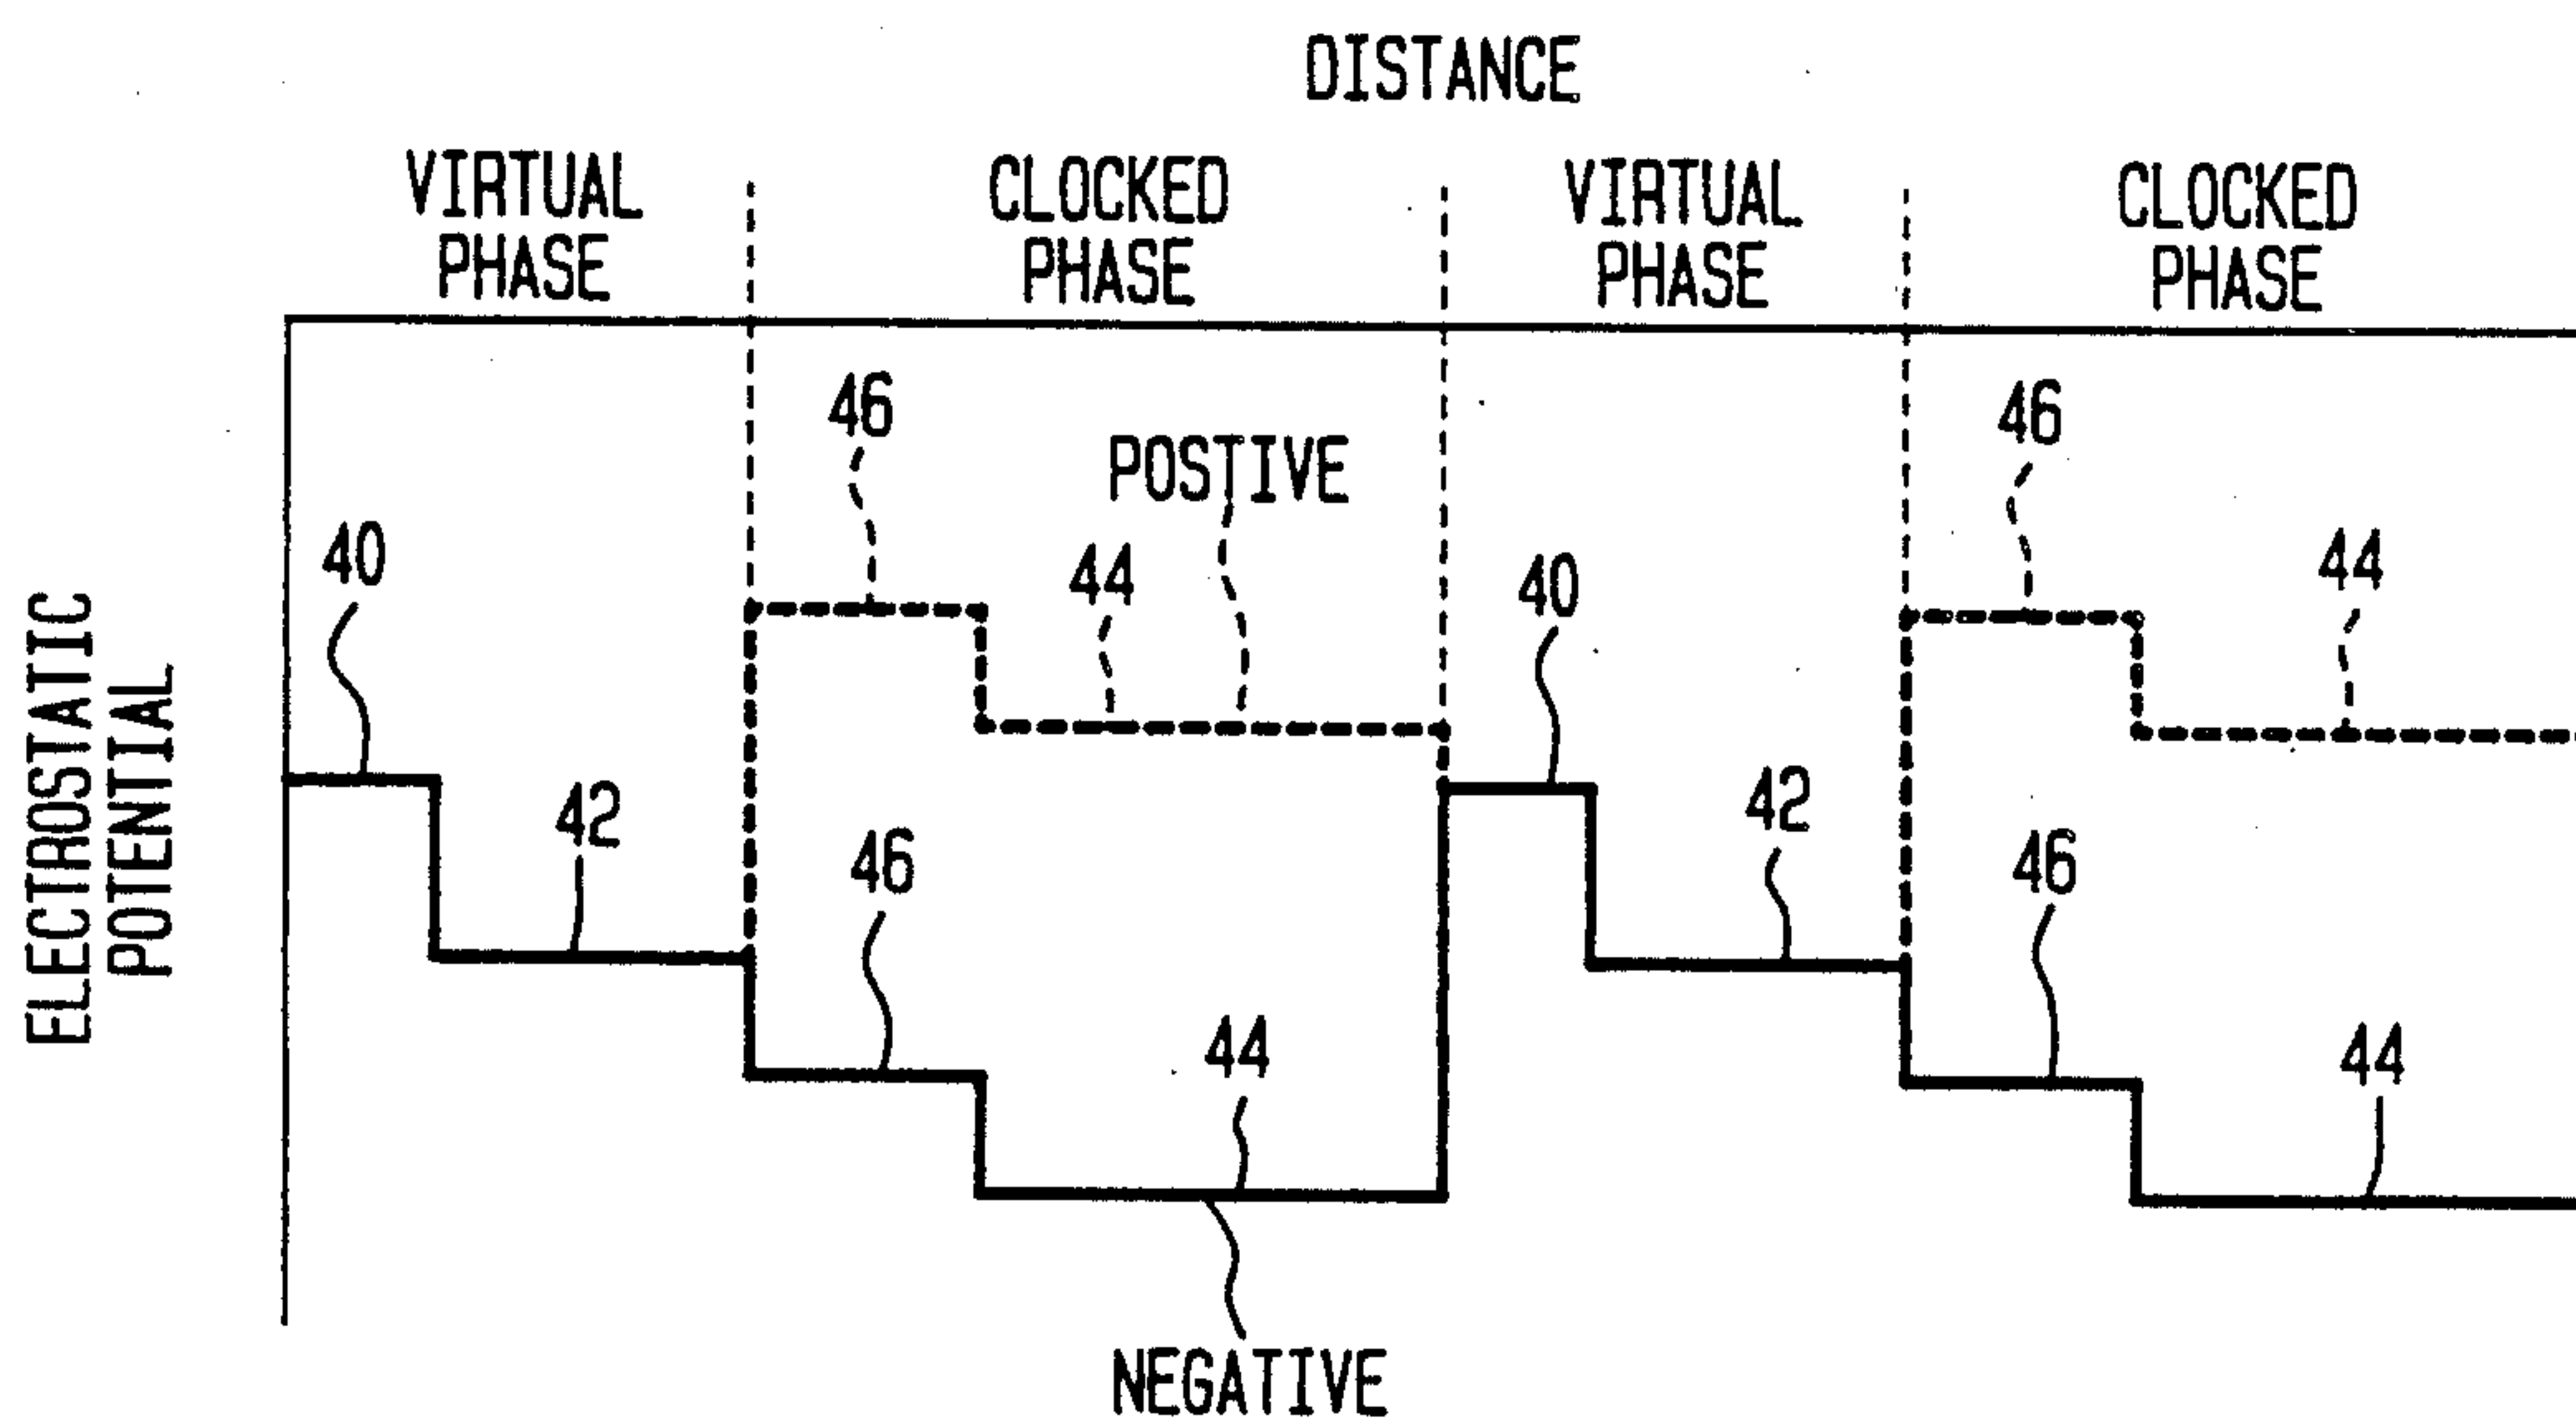 DISTANCE
VIRTUAL
PHASE
CLOCKED
PHASE
VIRTUAL
PHASE
CLOCKED
PHASE
46
POSTIVE
46
40
44
40
44
ELECTROSTATIC
POTENTIAL
42
46
42
46
44
44
NEGATIVE